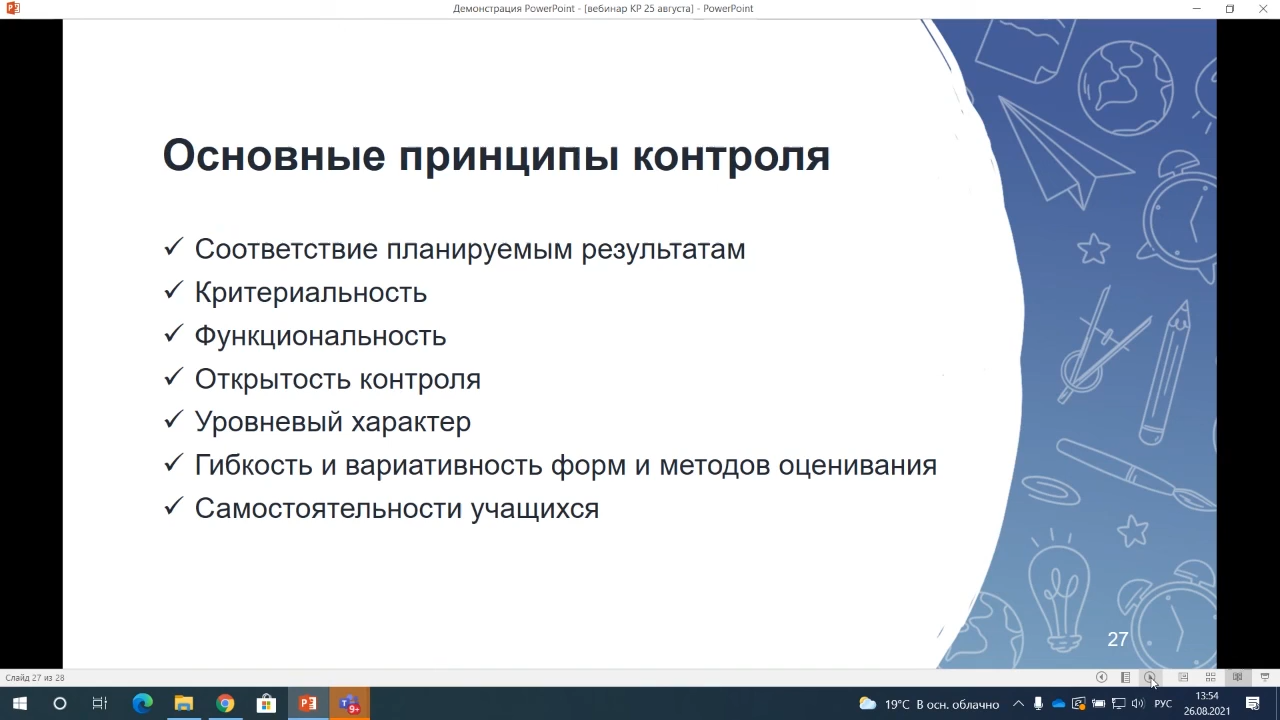 Демонстрация PowerPoint - [вебинар КР 25 августа] - PowerPoint
Основные принципы контроля
✓ Соответствие планируемым результатам
✓ Критериальность
✓ Функциональность
✓ Открытость контроля
✓ Уровневый характер
✓ Гибкость и вариативность форм и методов оценивания
✓ Самостоятельности учащихся
27
Слайд 27 из 28
9+
19°C В осн. облачно
РУС
13:54
26.08.2021